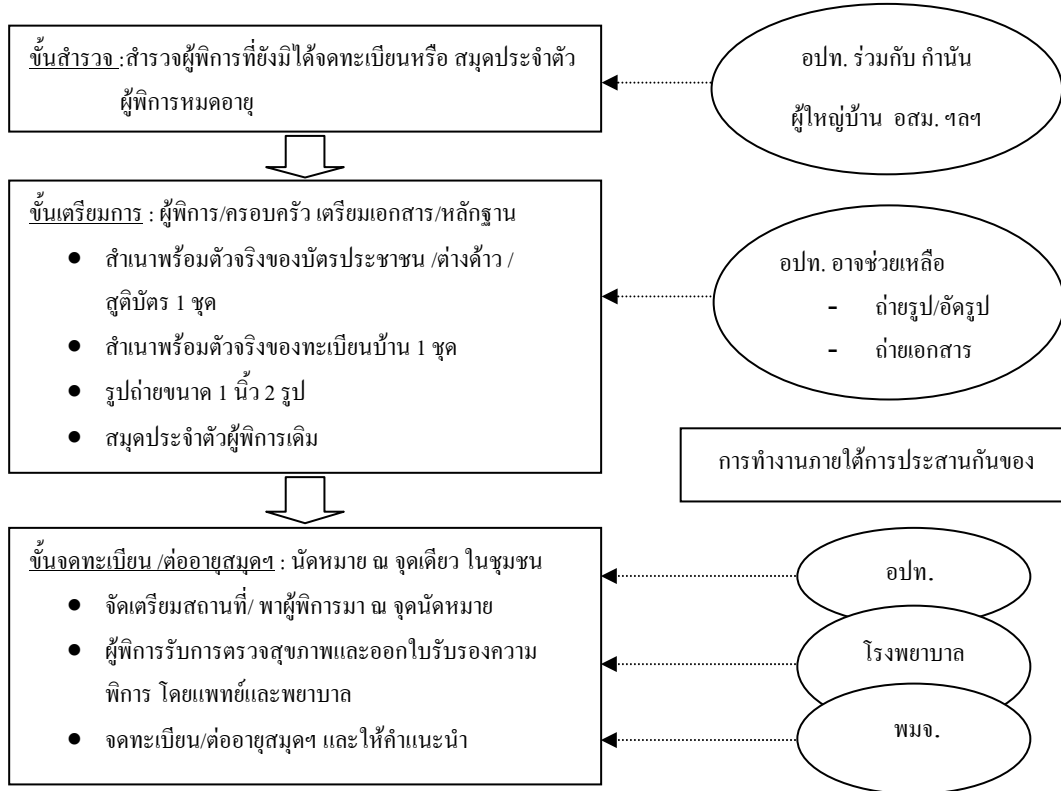 ขั้นสำรวจ : สำรวจผู้พิการที่ยังมิได้จดทะเบียนหรือ สมุดประจำตัว
ผู้พิการหมดอายุ
อปท. ร่วมกับ กำนัน
ผู้ใหญ่บ้าน อสม. ฯลฯ
ขั้นเตรียมการ : ผู้พิการ/ครอบครัว เตรียมเอกสาร/หลักฐาน
● สำเนาพร้อมตัวจริงของบัตรประชาชน /ต่างด้าว /
สูติบัตร 1 ชุด
● สำเนาพร้อมตัวจริงของทะเบียนบ้าน 1 ชุด
● รูปถ่ายขนาด 1 นิ้ว 2 รูป
● สมุดประจำตัวผู้พิการเดิม
อปท. อาจช่วยเหลือ
- ถ่ายรูป/อัดรูป
- ถ่ายเอกสาร
การทำงานภายใต้การประสานกันของ
ขั้นจดทะเบียน /ต่ออายุสมุดฯ : นัดหมาย ณ จุดเดียว ในชุมชน
● จัดเตรียมสถานที่/ พาผู้พิการมา ณ จุดนัดหมาย
● ผู้พิการรับการตรวจสุขภาพและออกใบรับรองความ
พิการ โดยแพทย์และพยาบาล
● จดทะเบียน/ต่ออายุสมุดฯ และให้คำแนะนำ
อปท.
โรงพยาบาล
พมจ.